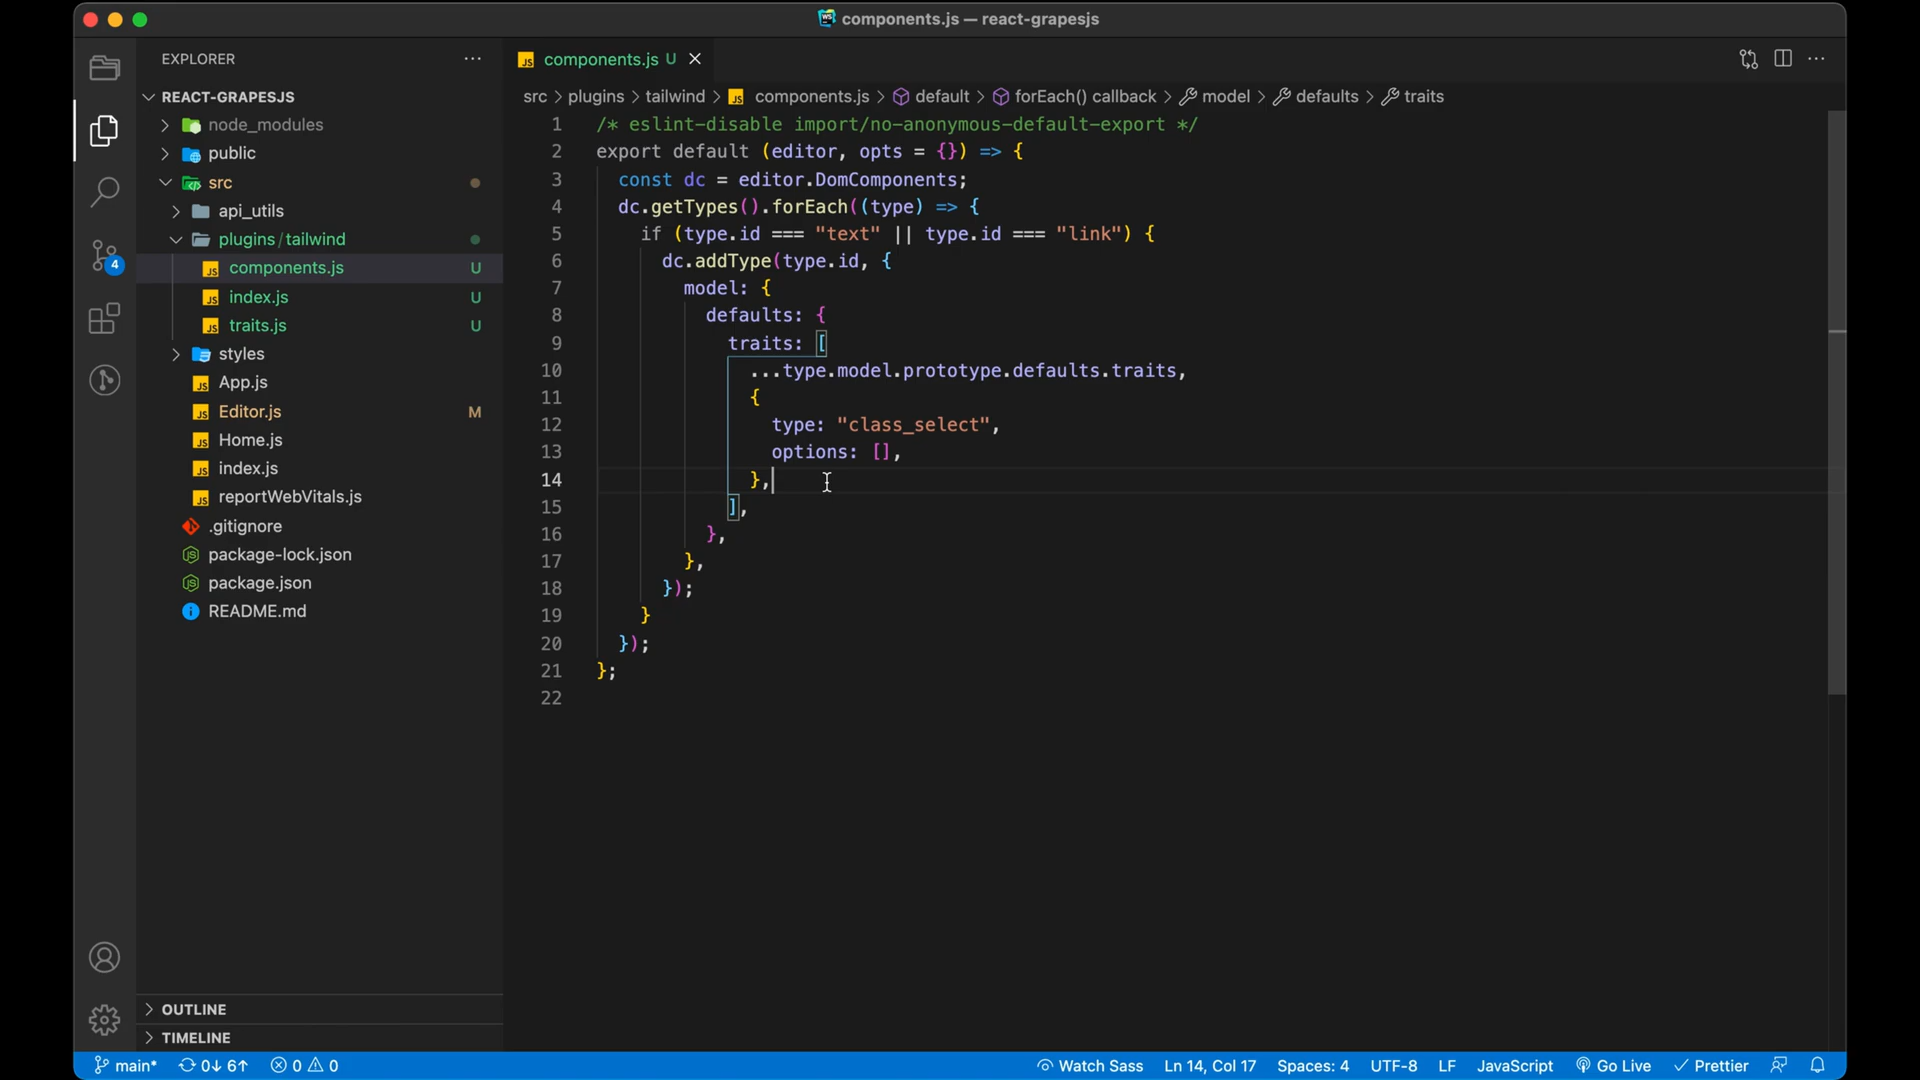 components.js — react-grapesjs
EXPLORER
REACT-GRAPESJS
node_modules
public
src
api_utils
plugins/tailwind
components.js U
index.js U
traits.js U
styles
App.js
Editor.js M
Home.js
index.js
reportWebVitals.js
.gitignore
package-lock.json
package.json
README.md
4
OUTLINE
TIMELINE
components.js U
src > plugins > tailwind > components.js > default > forEach() callback > model > defaults > traits
1 /* eslint-disable import/no-anonymous-default-export */
2 export default (editor, opts = {}) => {
3 const dc = editor.DomComponents;
4 dc.getTypes().forEach((type) => {
5 if (type.id === "text" || type.id === "link") {
6 dc.addType(type.id, {
7 model: {
8 defaults: {
9 traits: [
10 ...type.model.prototype.defaults.traits,
11 {
12 type: "class_select",
13 options: [],
14 },
15 ],
16 },
17 },
18 });
19 }
20 });
21 };
22
main* 0↓ 6↑ 0 0 Watch Sass Ln 14, Col 17 Spaces: 4 UTF-8 LF JavaScript Go Live Prettier